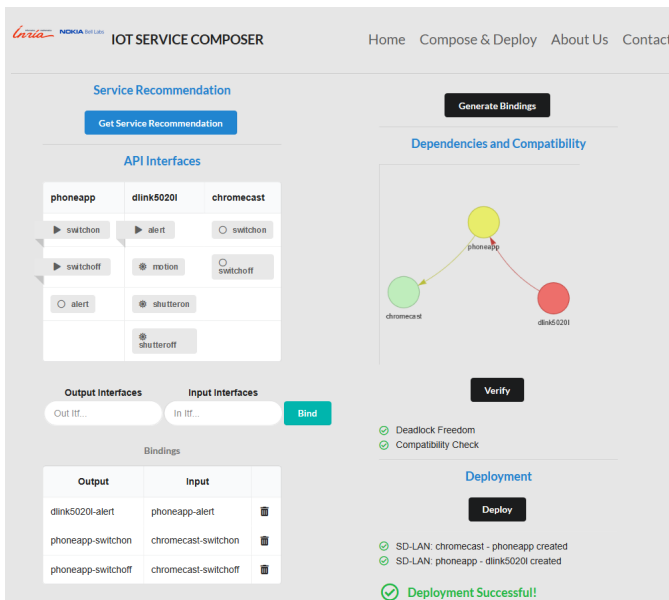 Inria NOKIA Bell Labs IOT SERVICE COMPOSER
Home Compose & Deploy About Us Contact
Service Recommendation
Get Service Recommendation
API Interfaces
phoneapp dlink5020l chromecast
switchon alert switchon
switchoff motion switchoff
alert shutteron
shutteroff
Output Interfaces Input Interfaces
Out Itf... In Itf... Bind
Bindings
Output Input
dlink5020l-alert phoneapp-alert
phoneapp-switchon chromecast-switchon
phoneapp-switchoff chromecast-switchoff
Generate Bindings
Dependencies and Compatibility
phoneapp
chromecast
dlink5020l
Verify
Deadlock Freedom
Compatibility Check
Deployment
Deploy
SD-LAN: chromecast - phoneapp created
SD-LAN: phoneapp - dlink5020l created
Deployment Successful!